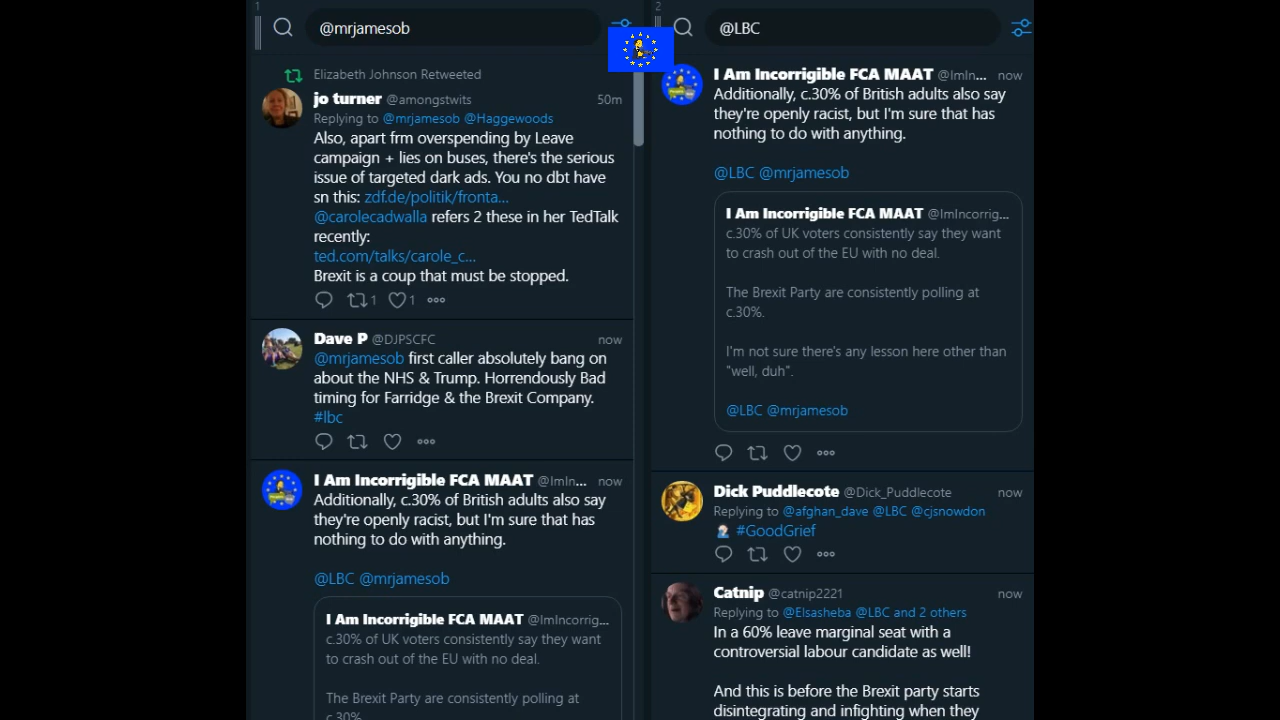 1
@mrjamesob
Elizabeth Johnson Retweeted
jo turner @amongstwits 50m
Replying to @mrjamesob @Haggewoods
Also, apart frm overspending by Leave
campaign + lies on buses, there's the serious
issue of targeted dark ads. You no dbt have
sn this: zdf.de/politik/fronta...
@carolecadwalla refers 2 these in her TedTalk
recently:
ted.com/talks/carole_c...
Brexit is a coup that must be stopped.
1 1
Dave P @DJPSCFC now
@mrjamesob first caller absolutely bang on
about the NHS & Trump. Horrendously Bad
timing for Farridge & the Brexit Company.
#lbc
I Am Incorrigible FCA MAAT @ImIn... now
Additionally, c.30% of British adults also say
they're openly racist, but I'm sure that has
nothing to do with anything.
@LBC @mrjamesob
I Am Incorrigible FCA MAAT @ImIncorrig...
c.30% of UK voters consistently say they want
to crash out of the EU with no deal.
The Brexit Party are consistently polling at
c.30%.
2
@LBC
I Am Incorrigible FCA MAAT @ImIn... now
Additionally, c.30% of British adults also say
they're openly racist, but I'm sure that has
nothing to do with anything.
@LBC @mrjamesob
I Am Incorrigible FCA MAAT @ImIncorrig...
c.30% of UK voters consistently say they want
to crash out of the EU with no deal.
The Brexit Party are consistently polling at
c.30%.
I'm not sure there's any lesson here other than
"well, duh".
@LBC @mrjamesob
Dick Puddlecote @Dick_Puddlecote now
Replying to @afghan_dave @LBC @cjsnowdon
#GoodGrief
Catnip @catnip2221 now
Replying to @Elsasheba @LBC and 2 others
In a 60% leave marginal seat with a
controversial labour candidate as well!
And this is before the Brexit party starts
disintegrating and infighting when they